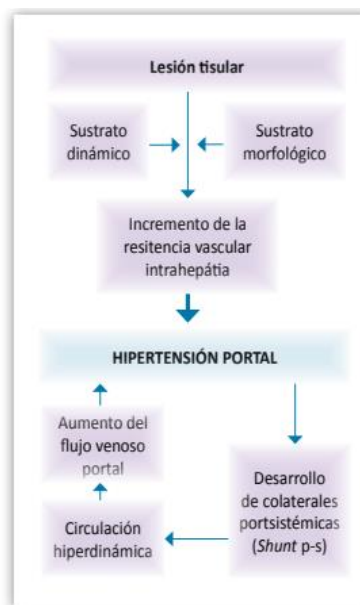 Lesión tisular
Sustrato
dinámico
Sustrato
morfológico
Incremento de la
resitencia vascular
intrahepátia
HIPERTENSIÓN PORTAL
Aumento del
flujo venoso
portal
Desarrollo
de colaterales
portsistémicas
(Shunt p-s)
Circulación
hiperdinámica